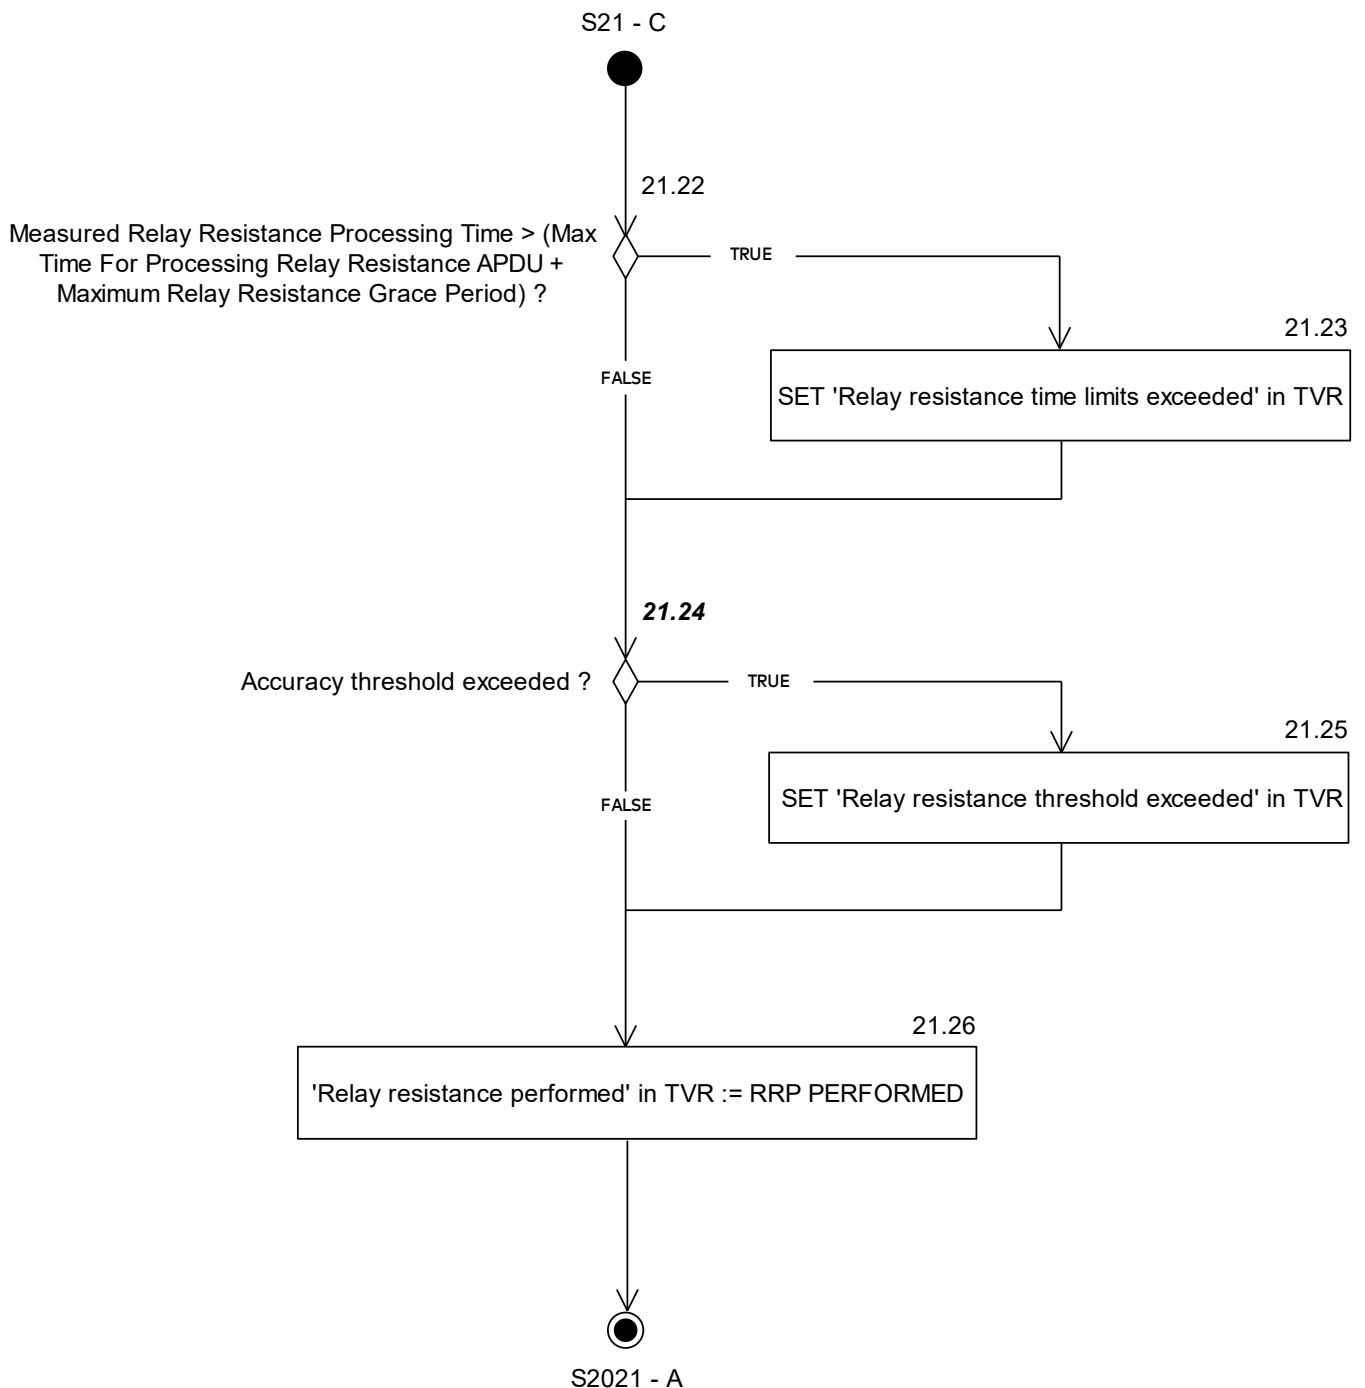 S21 - C
21.22
Measured Relay Resistance Processing Time > (Max
Time For Processing Relay Resistance APDU +
Maximum Relay Resistance Grace Period) ?
TRUE
21.23
SET 'Relay resistance time limits exceeded' in TVR
FALSE
21.24
Accuracy threshold exceeded ?
TRUE
21.25
SET 'Relay resistance threshold exceeded' in TVR
FALSE
21.26
'Relay resistance performed' in TVR := RRP PERFORMED
S2021 - A